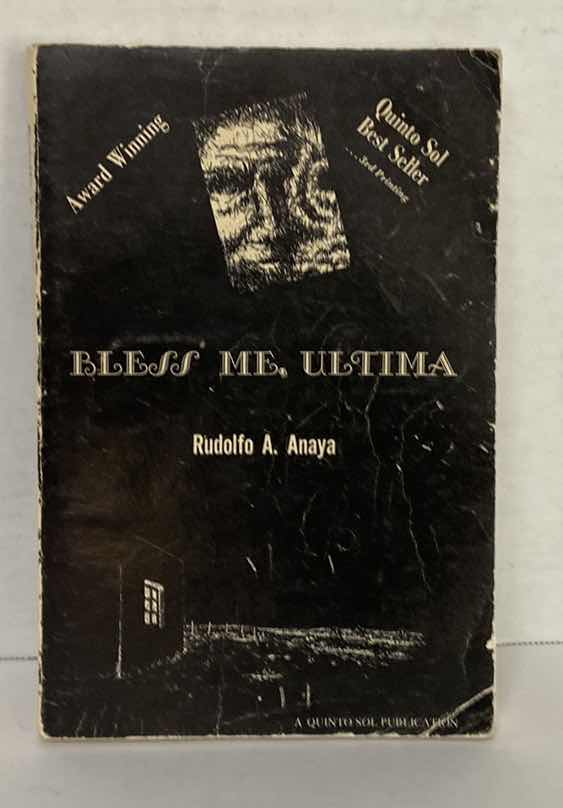 Award Winning
Quinto Sol
Best Seller
....3rd Printing
BLESS ME, ULTIMA
Rudolfo A. Anaya
A QUINTO SOL PUBLICATION